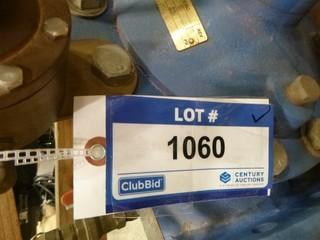 LOT #
1060
ClubBid
CENTURY
AUCTIONS